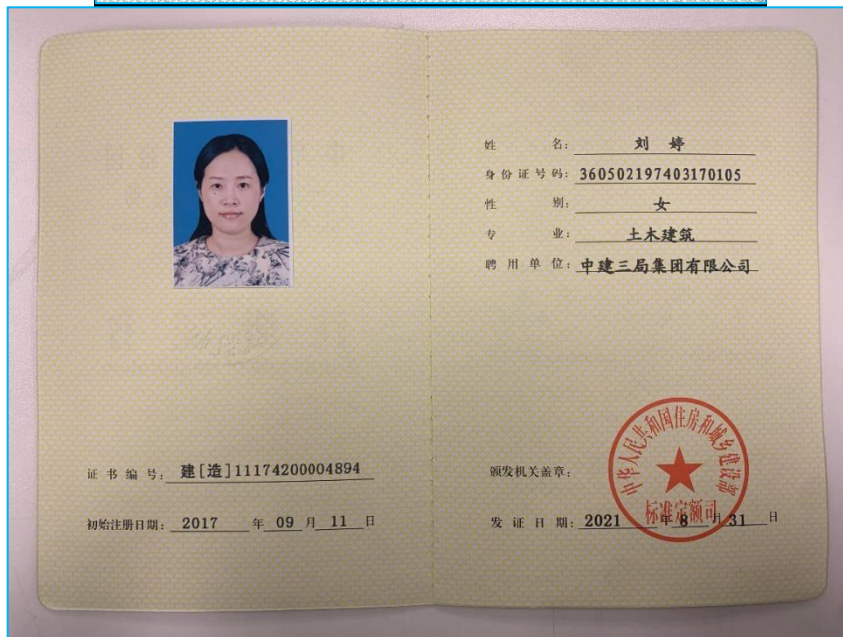 姓 名： 刘 婷
身份证号码： 360502197403170105
性 别： 女
专 业： 土木建筑
聘用单位： 中建三局集团有限公司
证书编号： 建[造]11174200004894
初始注册日期： 2017 年 09 月 11 日
颁发机关盖章：
中华人民共和国住房和城乡建设部
标准定额司
发证日期： 2021 年 8 月 31 日